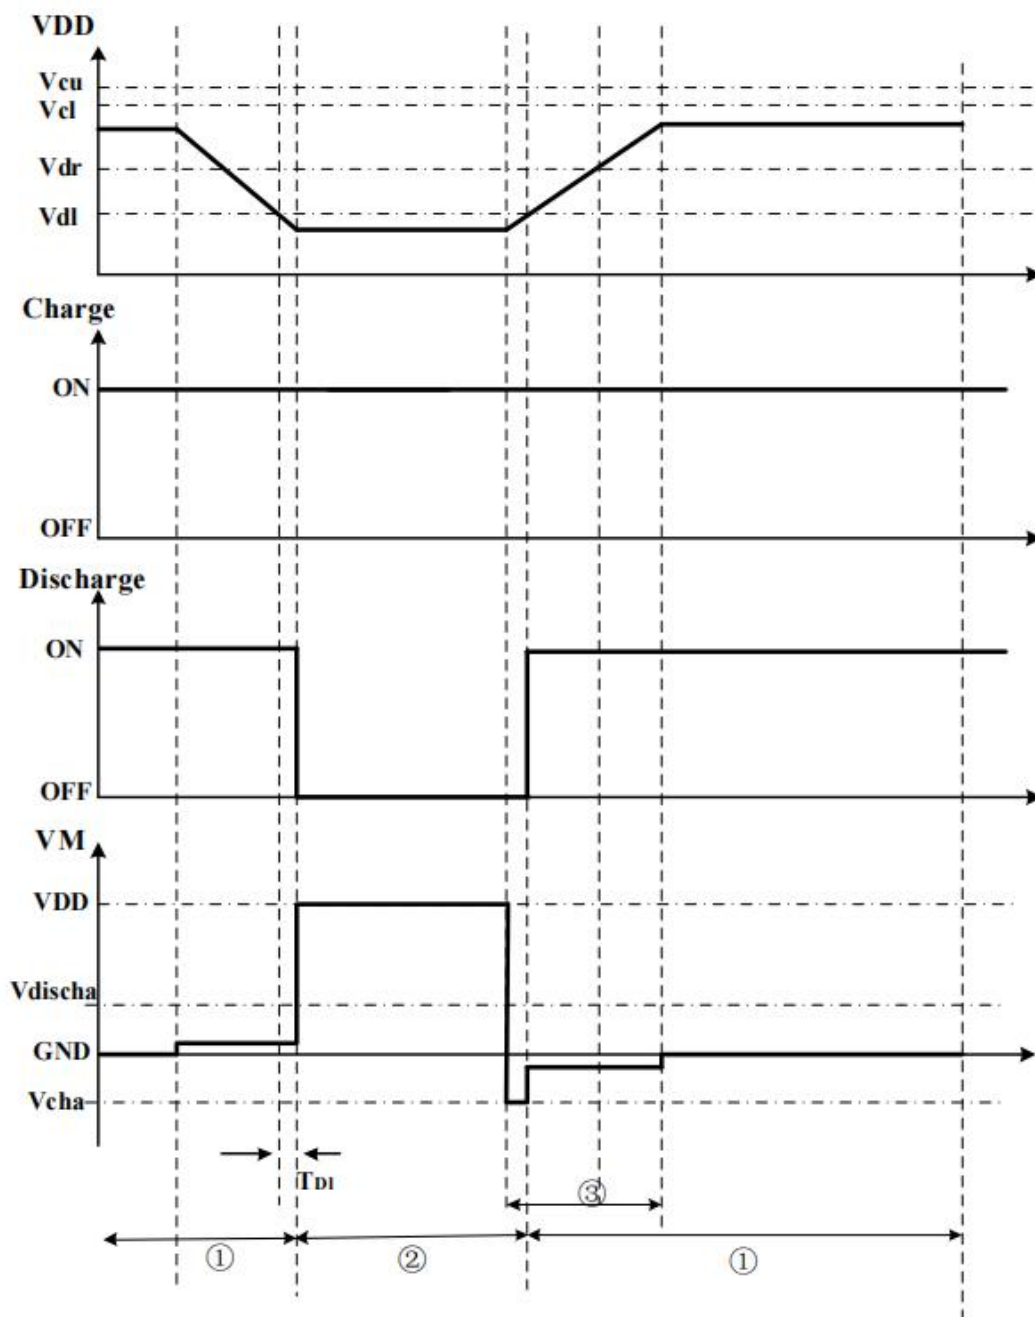 VDD
Vcu
Vcl
Vdr
Vdl
Charge
ON
OFF
Discharge
ON
OFF
VM
VDD
Vdischa
GND
Vcha
TDI
③
① ② ①